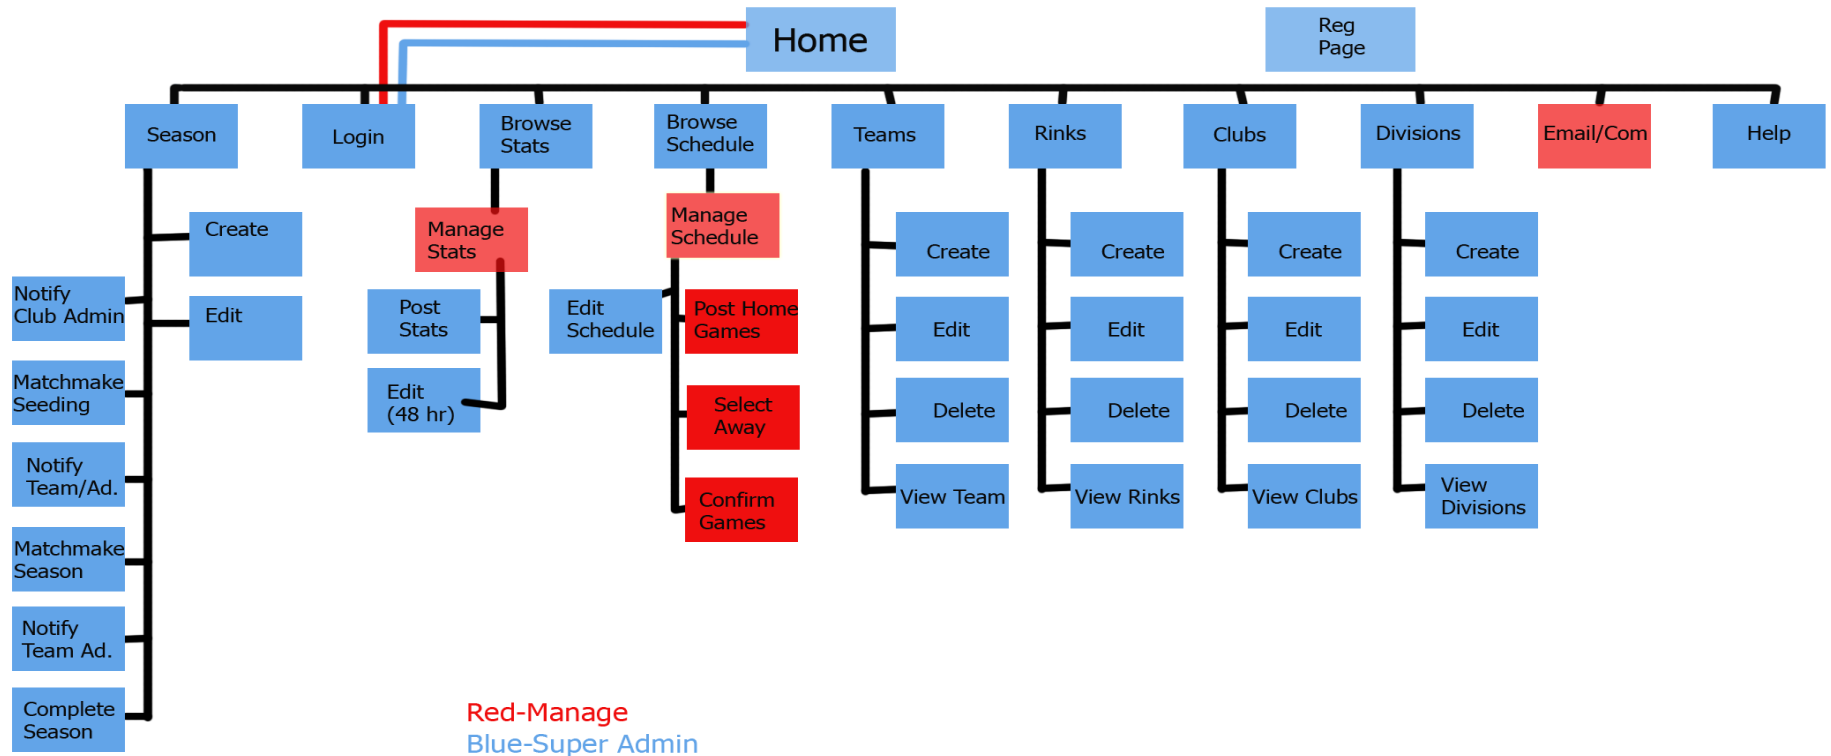 Home
Reg
Page
Season
Login
Browse
Stats
Browse
Schedule
Teams
Rinks
Clubs
Divisions
Email/Com
Help
Create
Edit
Notify
Club Admin
Matchmake
Seeding
Notify
Team/Ad.
Matchmake
Season
Notify
Team Ad.
Complete
Season
Manage
Stats
Post
Stats
Edit
(48 hr)
Manage
Schedule
Edit
Schedule
Post Home
Games
Select
Away
Confirm
Games
Create
Edit
Delete
View Team
Create
Edit
Delete
View Rinks
Create
Edit
Delete
View Clubs
Create
Edit
Delete
View
Divisions
Red-Manage
Blue-Super Admin